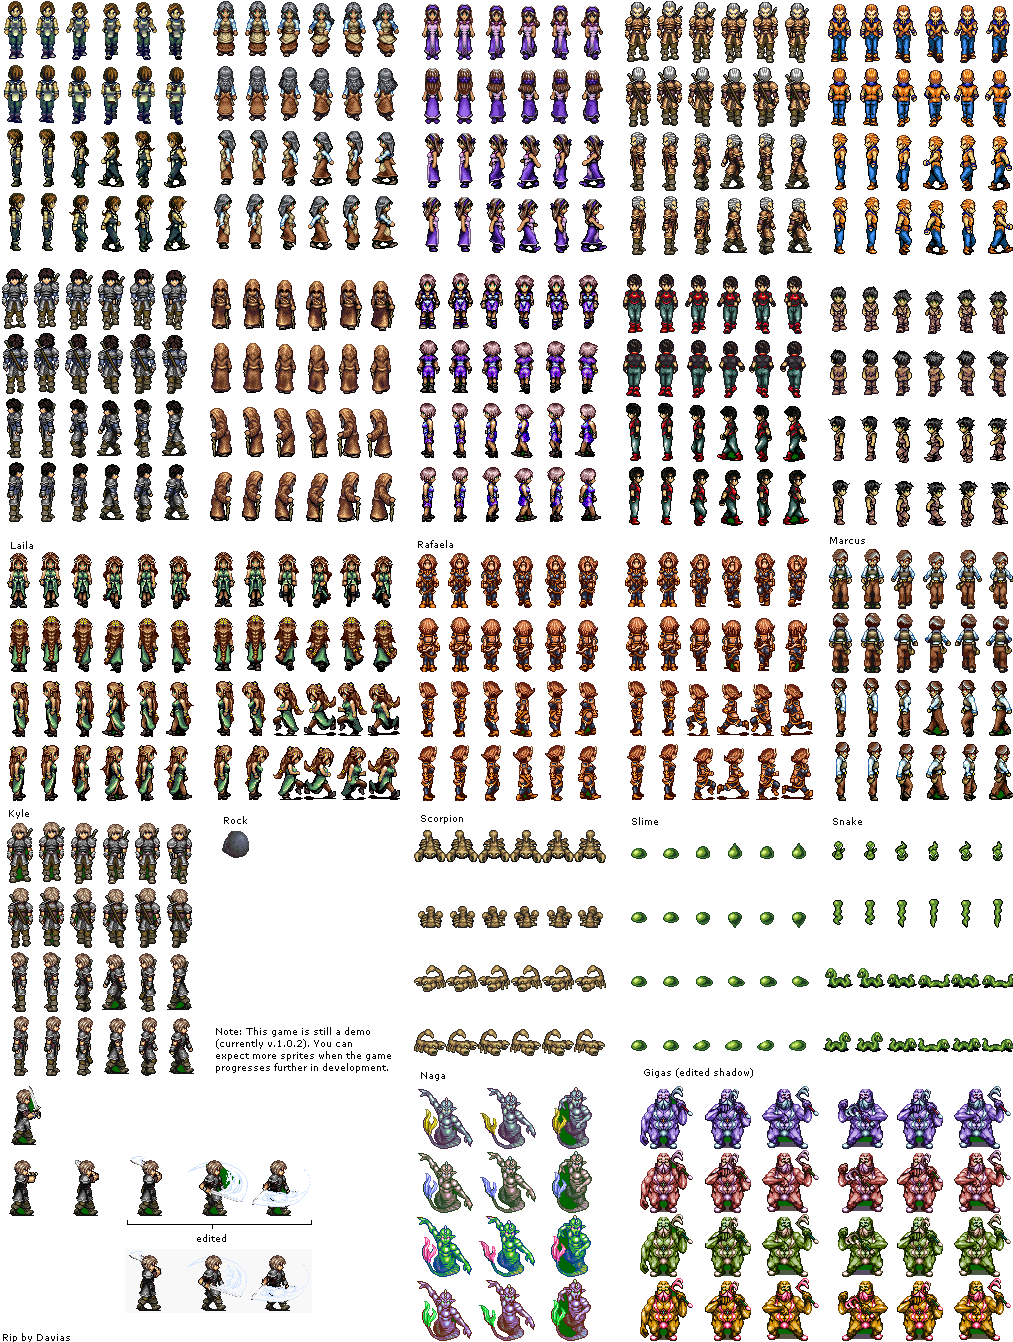 Laila
Rafaela
Marcus
Kyle
Rock
Scorpion
Slime
Snake
Note: This game is still a demo
(currently v.1.0.2). You can
expect more sprites when the game
progresses further in development.
Naga
Gigas (edited shadow)
edited
Rip by Davias